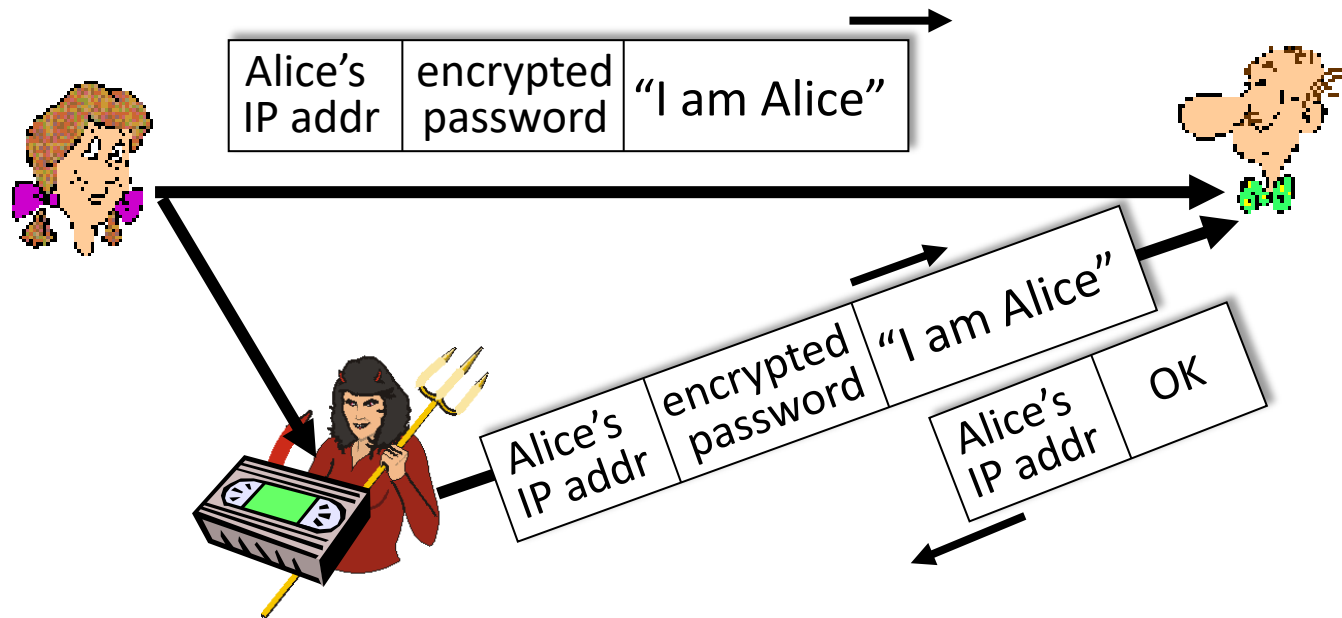 Alice’s
IP addr
encrypted
password
“I am Alice”
Alice’s
IP addr
encrypted
password
“I am Alice”
Alice’s
IP addr
OK